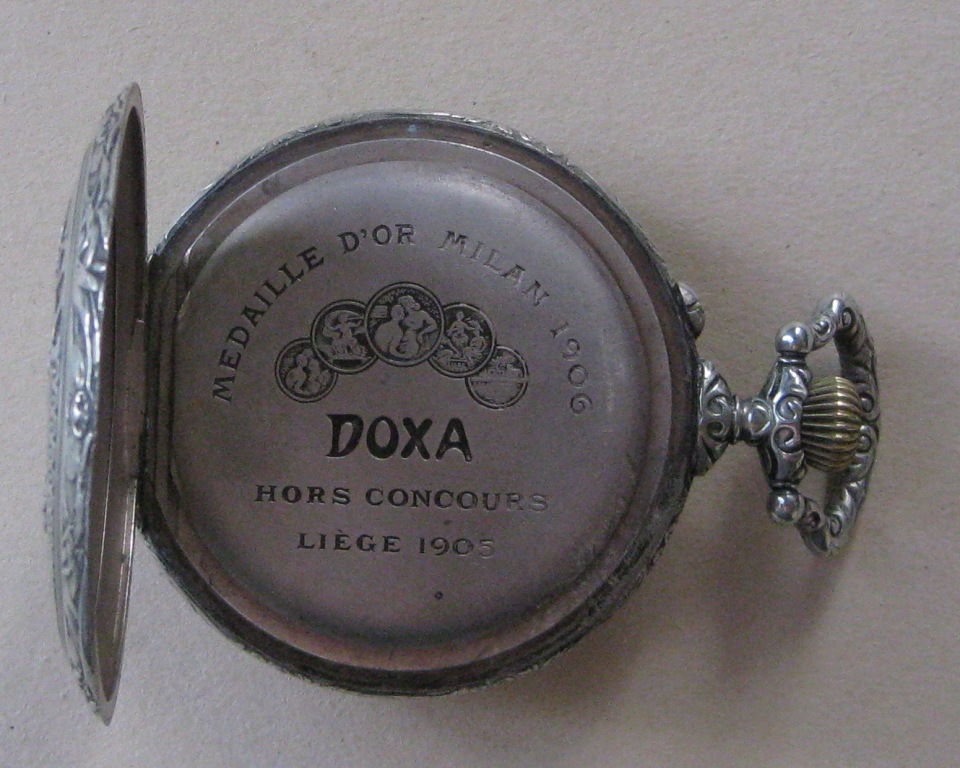 MEDAILLE D'OR MILAN 1906
DOXA
HORS CONCOURS
LIÈGE 1905